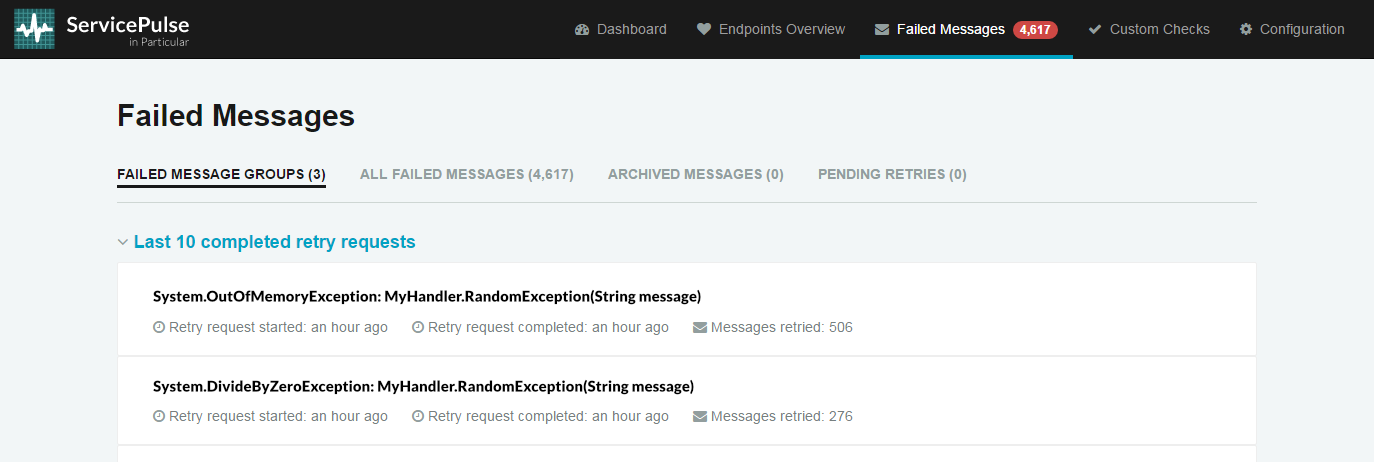 ServicePulse
in Particular
Dashboard Endpoints Overview Failed Messages 4,617 Custom Checks Configuration
Failed Messages
FAILED MESSAGE GROUPS (3) ALL FAILED MESSAGES (4,617) ARCHIVED MESSAGES (0) PENDING RETRIES (0)
Last 10 completed retry requests
System.OutOfMemoryException: MyHandler.RandomException(String message)
Retry request started: an hour ago Retry request completed: an hour ago Messages retried: 506
System.DivideByZeroException: MyHandler.RandomException(String message)
Retry request started: an hour ago Retry request completed: an hour ago Messages retried: 276